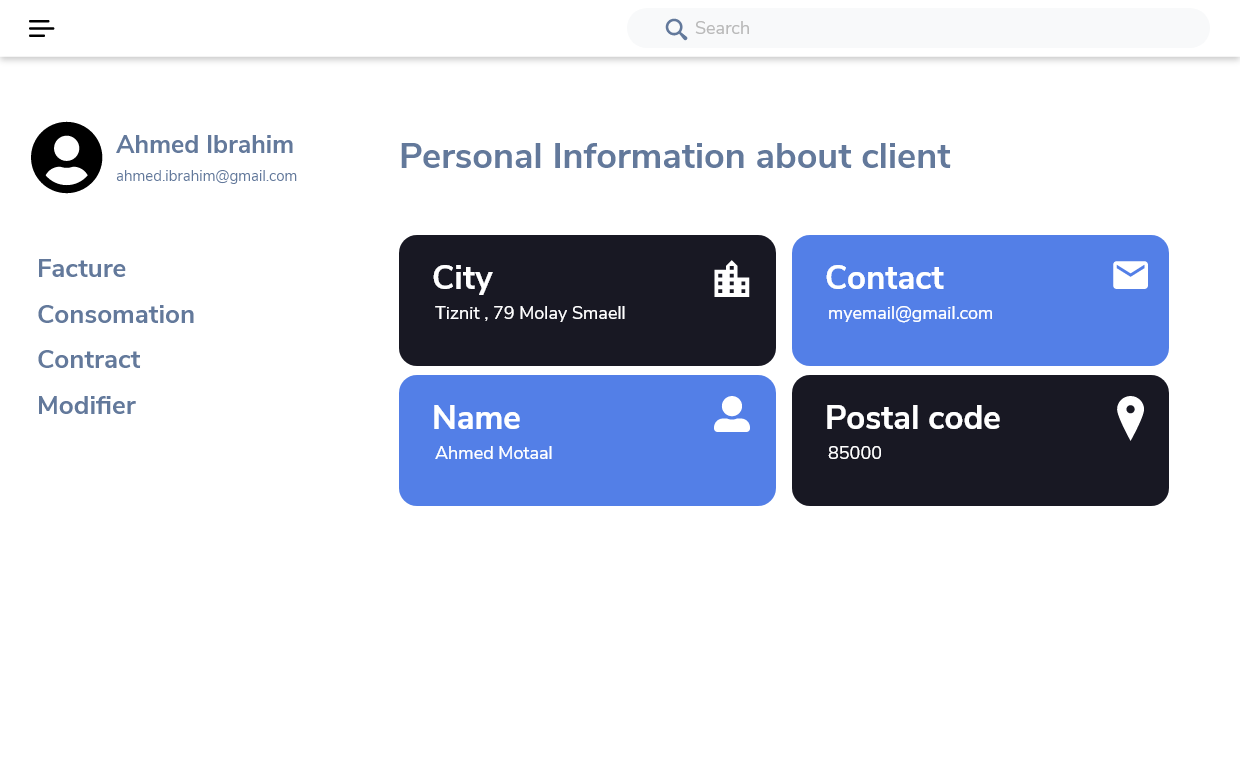 Search
Ahmed Ibrahim
ahmed.ibrahim@gmail.com
Facture
Consomation
Contract
Modifier
Personal Information about client
City
Tiznit , 79 Molay Smaell
Contact
myemail@gmail.com
Name
Ahmed Motaal
Postal code
85000